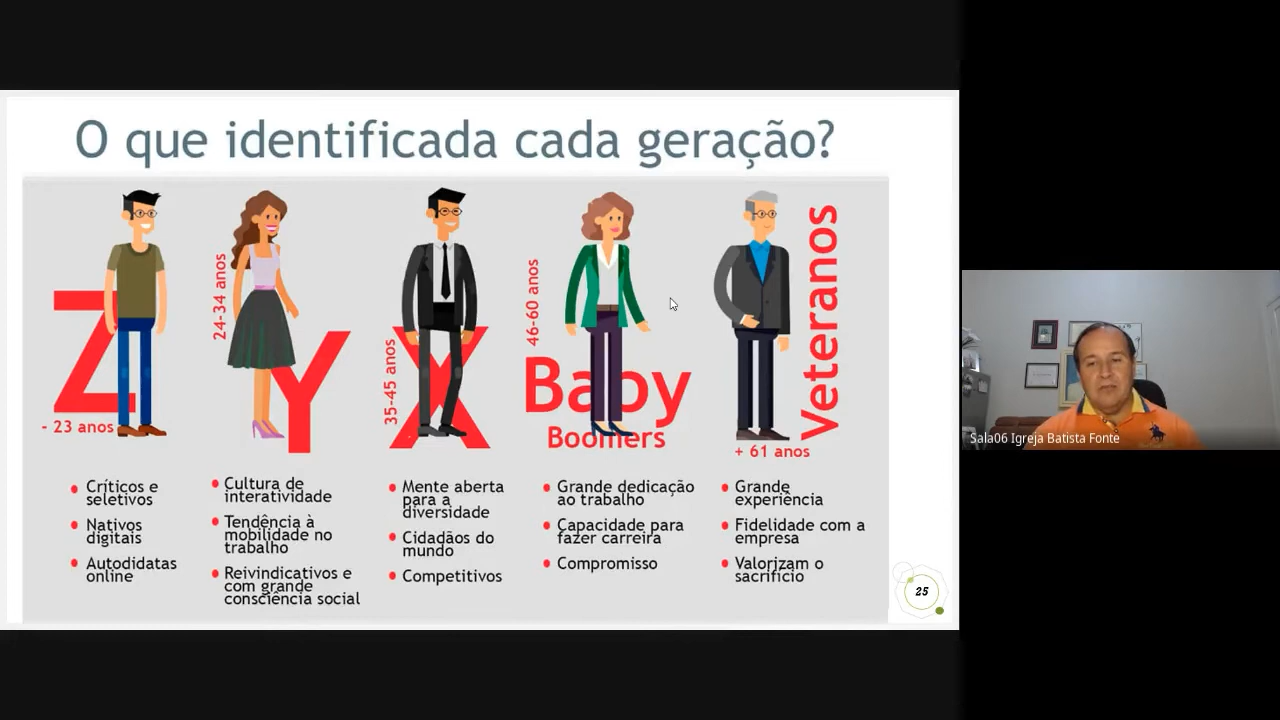 O que identificada cada geração?
Z
- 23 anos
Críticos e
seletivos
Nativos
digitais
Autodidatas
online
24-34 anos
Y
Cultura de
interatividade
Tendência à
mobilidade no
trabalho
Reivindicativos e
com grande
consciência social
35-45 anos
X
Mente aberta
para a
diversidade
Cidadãos do
mundo
Competitivos
46-60 anos
Baby
Boomers
Grande dedicação
ao trabalho
Capacidade para
fazer carreira
Compromisso
Veteranos
+ 61 anos
Grande
experiência
Fidelidade com a
empresa
Valorizam o
sacrifício
25
Sala06 Igreja Batista Fonte